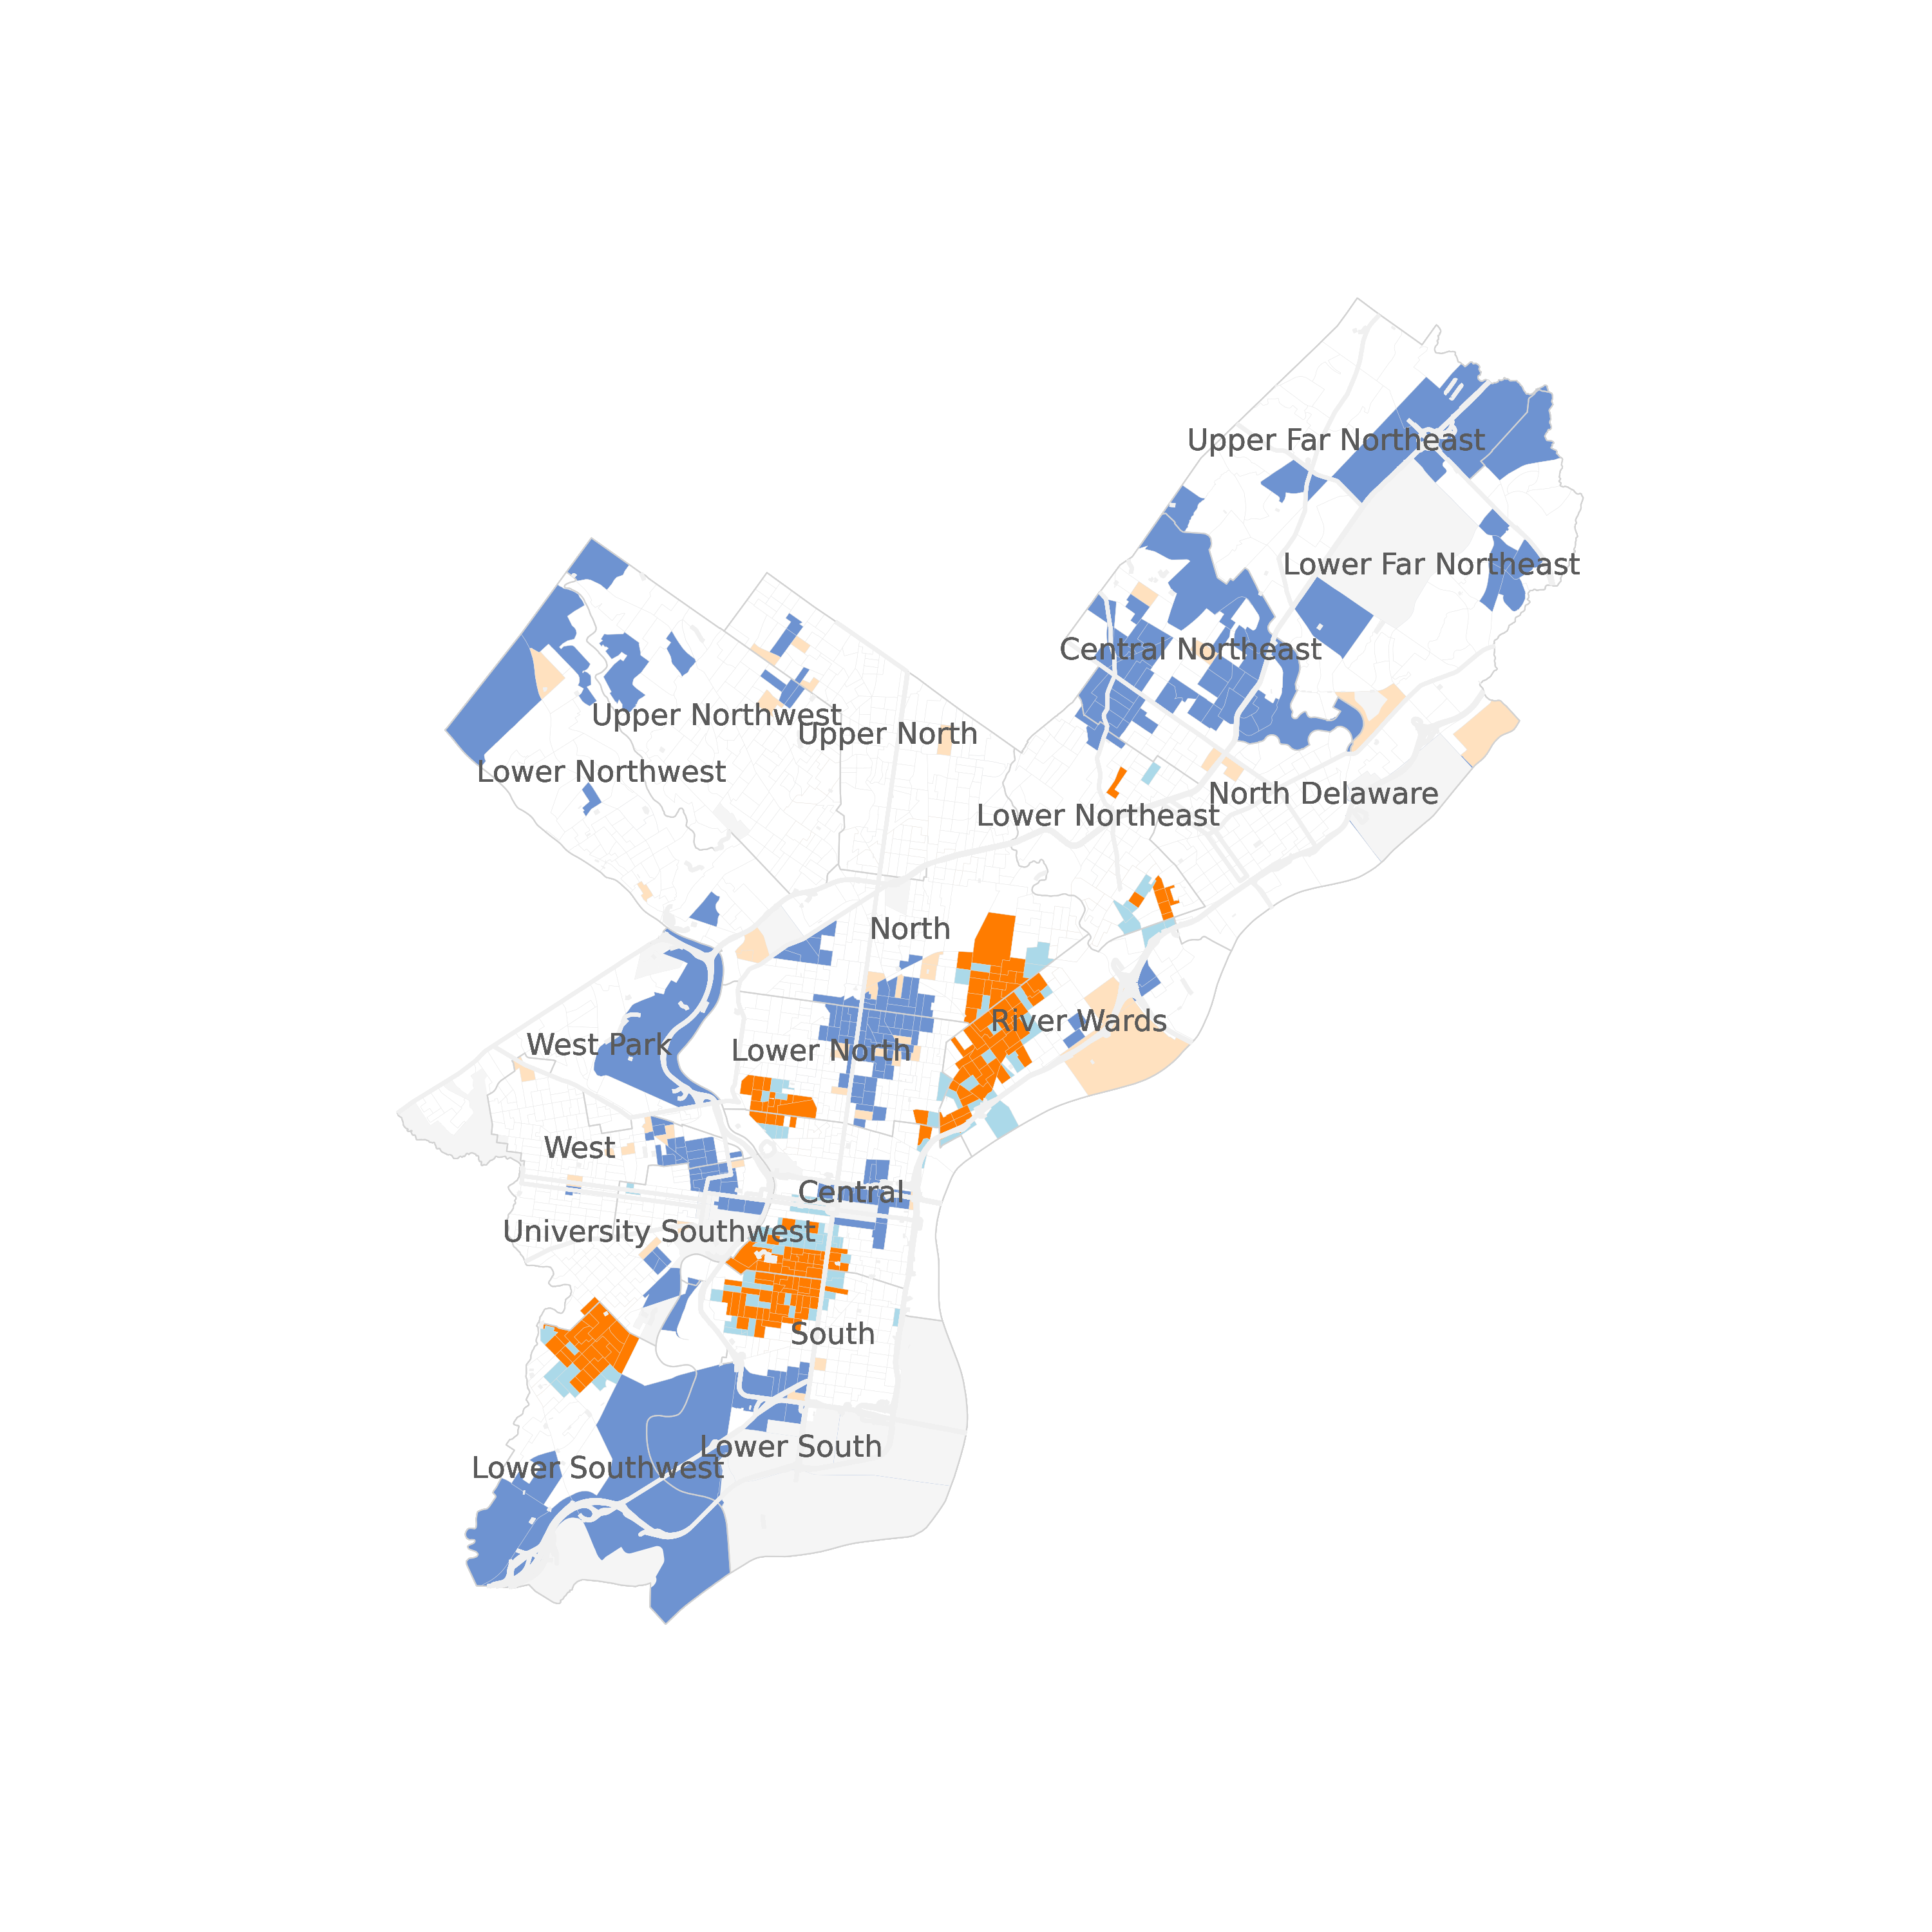 Upper Far Northeast
Lower Far Northeast
Central Northeast
Upper Northwest
Upper North
Lower Northwest
North Delaware
Lower Northeast
North
River Wards
West Park
Lower North
West
Central
University Southwest
South
Lower South
Lower Southwest